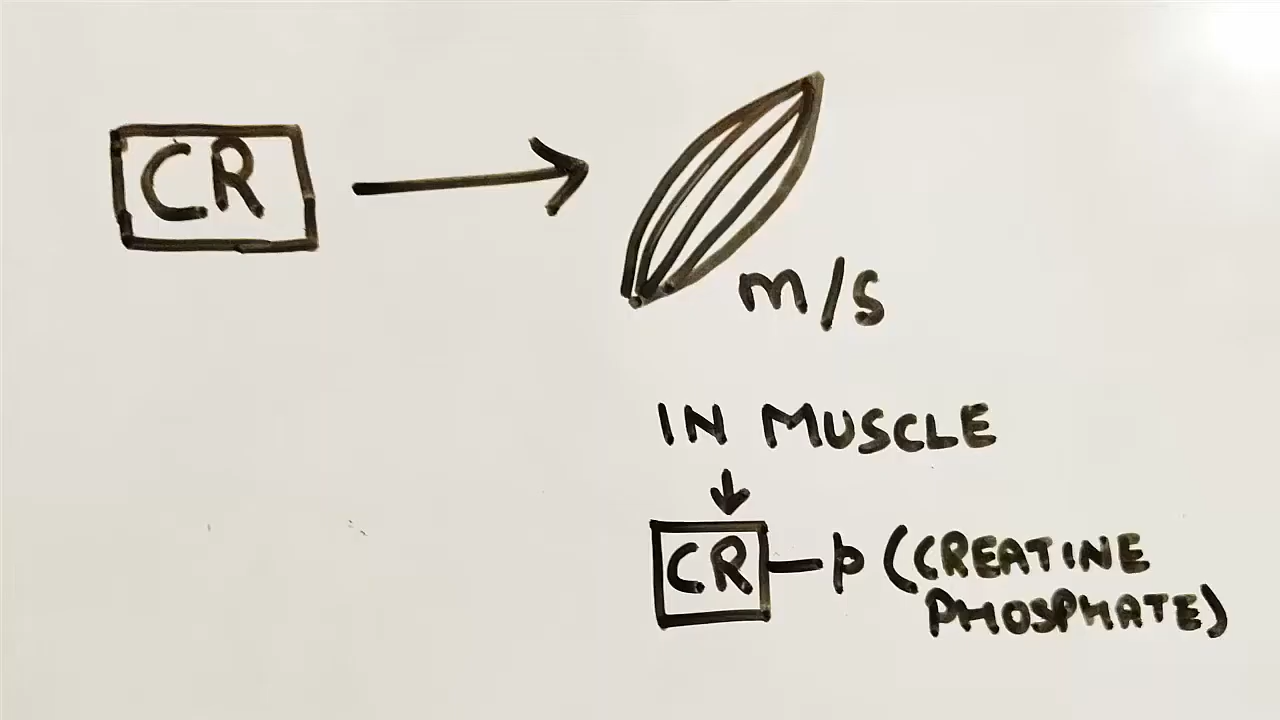 CR
m/s
IN MUSCLE
CR-p (CREATINE
PHOSPHATE)